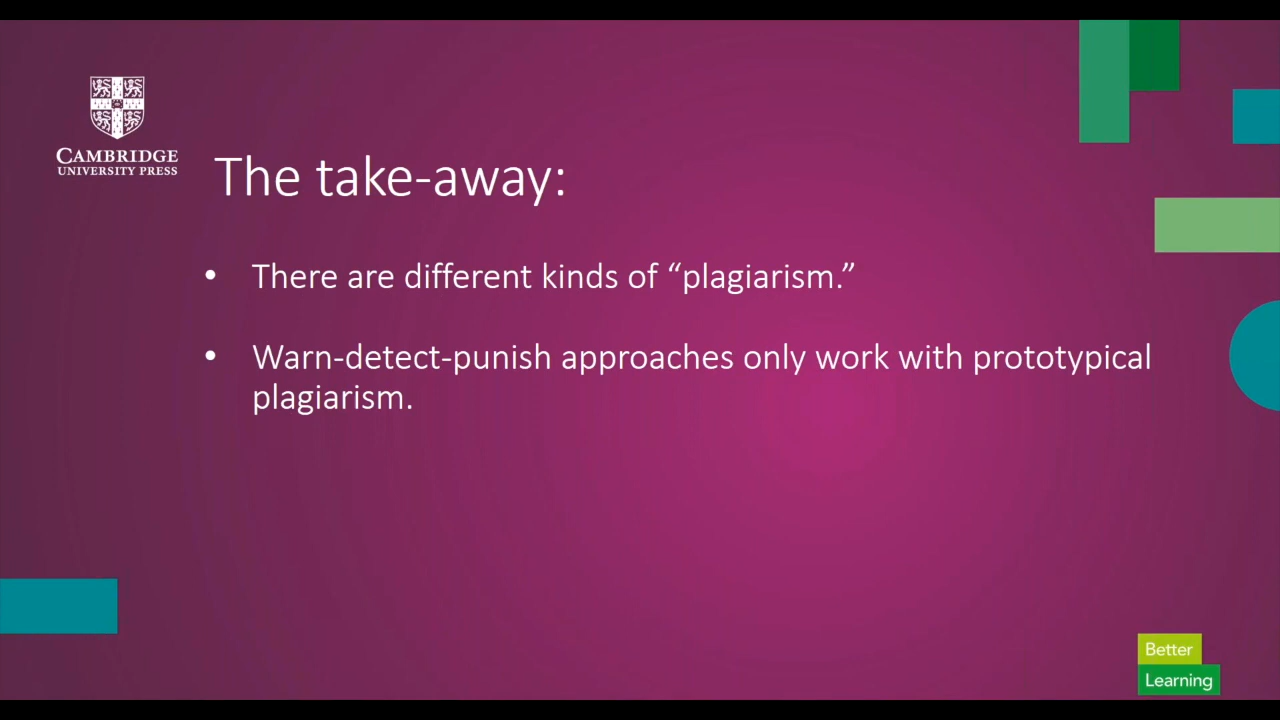 CAMBRIDGE
UNIVERSITY PRESS
The take-away:
• There are different kinds of “plagiarism.”
• Warn-detect-punish approaches only work with prototypical
plagiarism.
Better
Learning